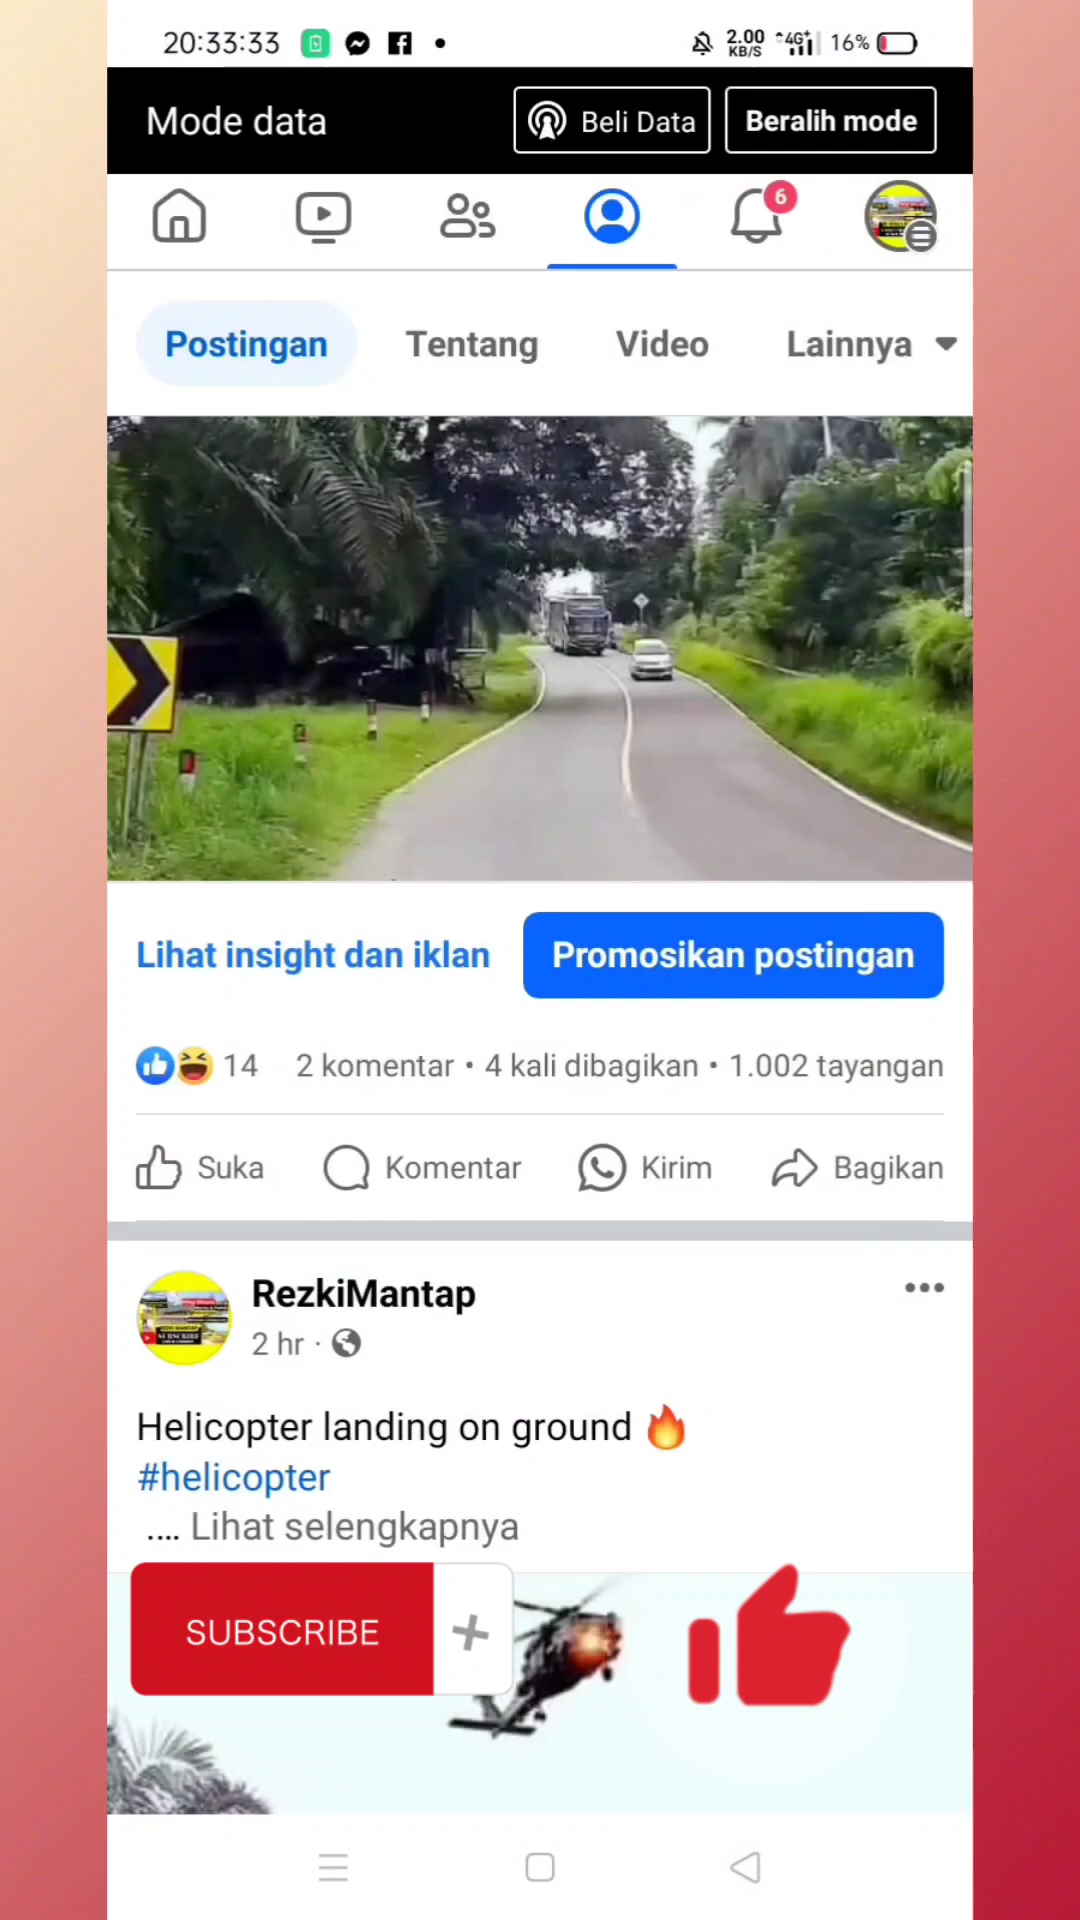 20:33:33
2.00 KB/S 4G+ 16%
Mode data
Beli Data
Beralih mode
6
Postingan Tentang Video Lainnya
Lihat insight dan iklan
Promosikan postingan
14 2 komentar • 4 kali dibagikan • 1.002 tayangan
Suka Komentar Kirim Bagikan
RezkiMantap
2 hr ·
Helicopter landing on ground 🔥
#helicopter
.... Lihat selengkapnya
SUBSCRIBE +